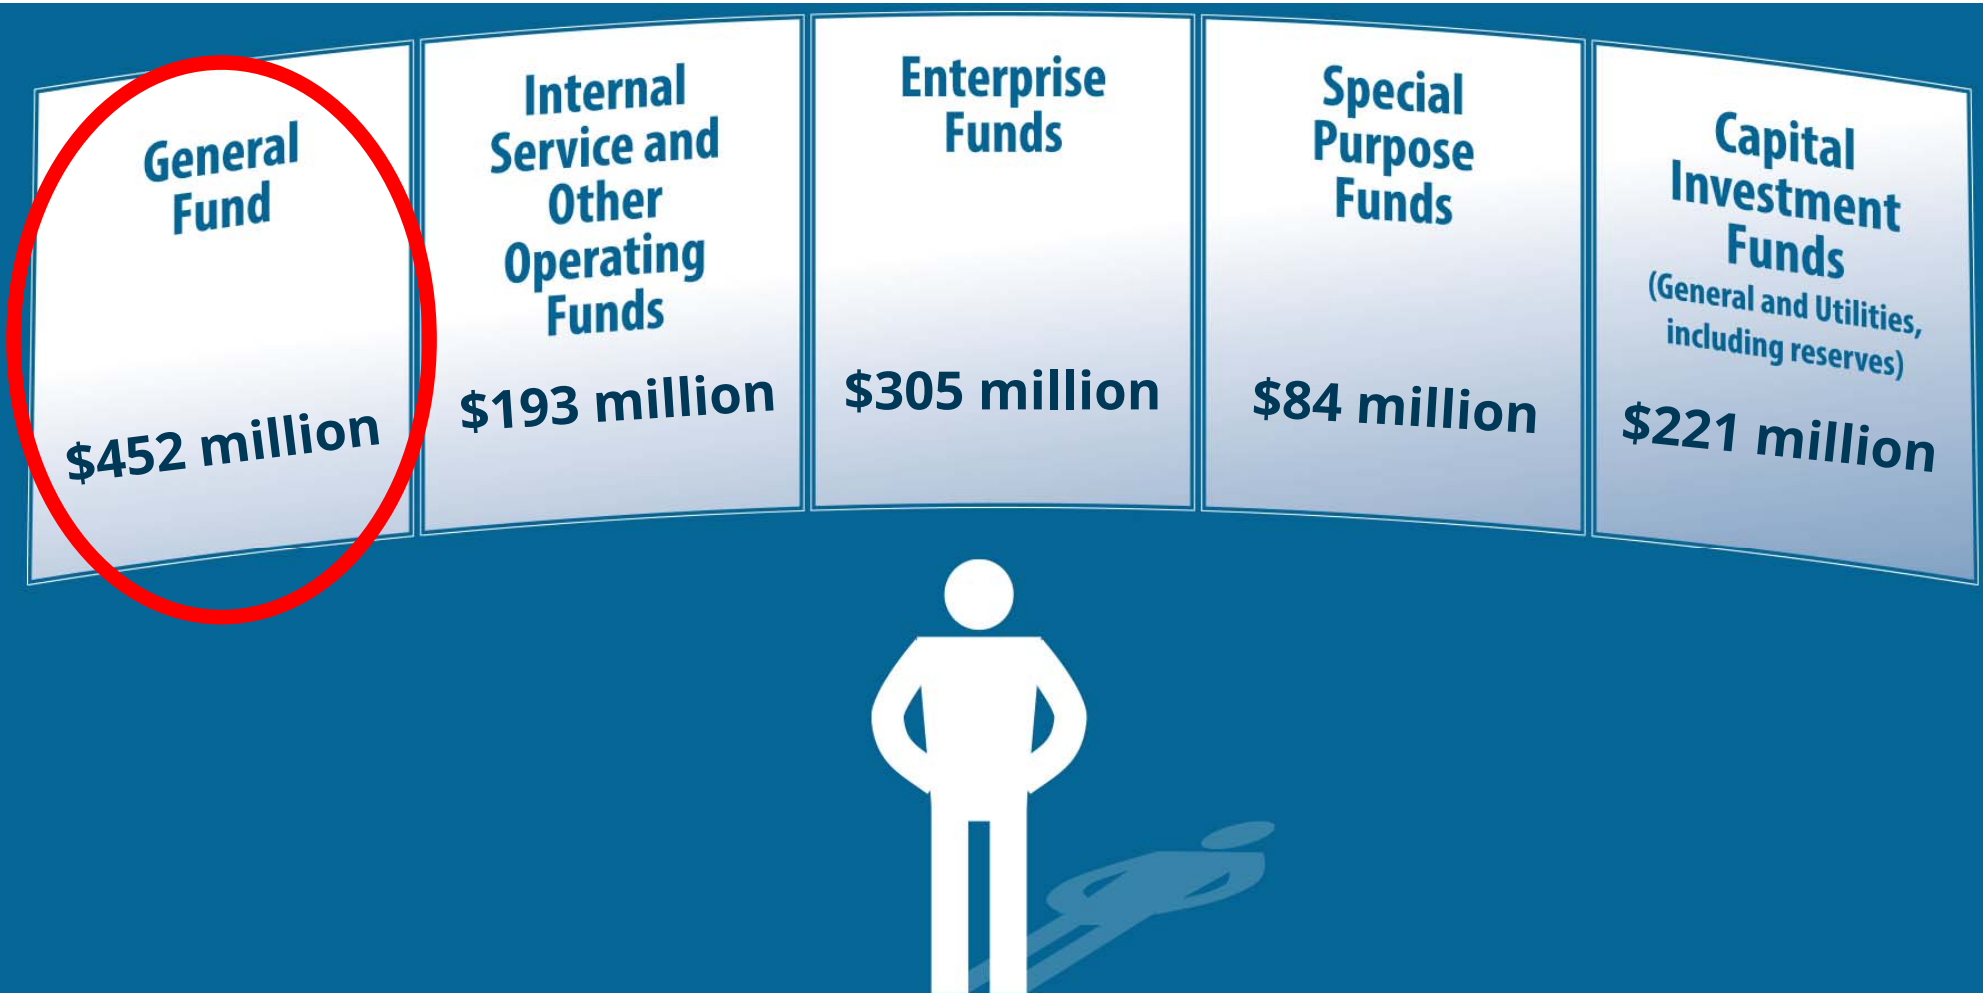 General
Fund
$452 million
Internal
Service and
Other
Operating
Funds
$193 million
Enterprise
Funds
$305 million
Special
Purpose
Funds
$84 million
Capital
Investment
Funds
(General and Utilities,
including reserves)
$221 million